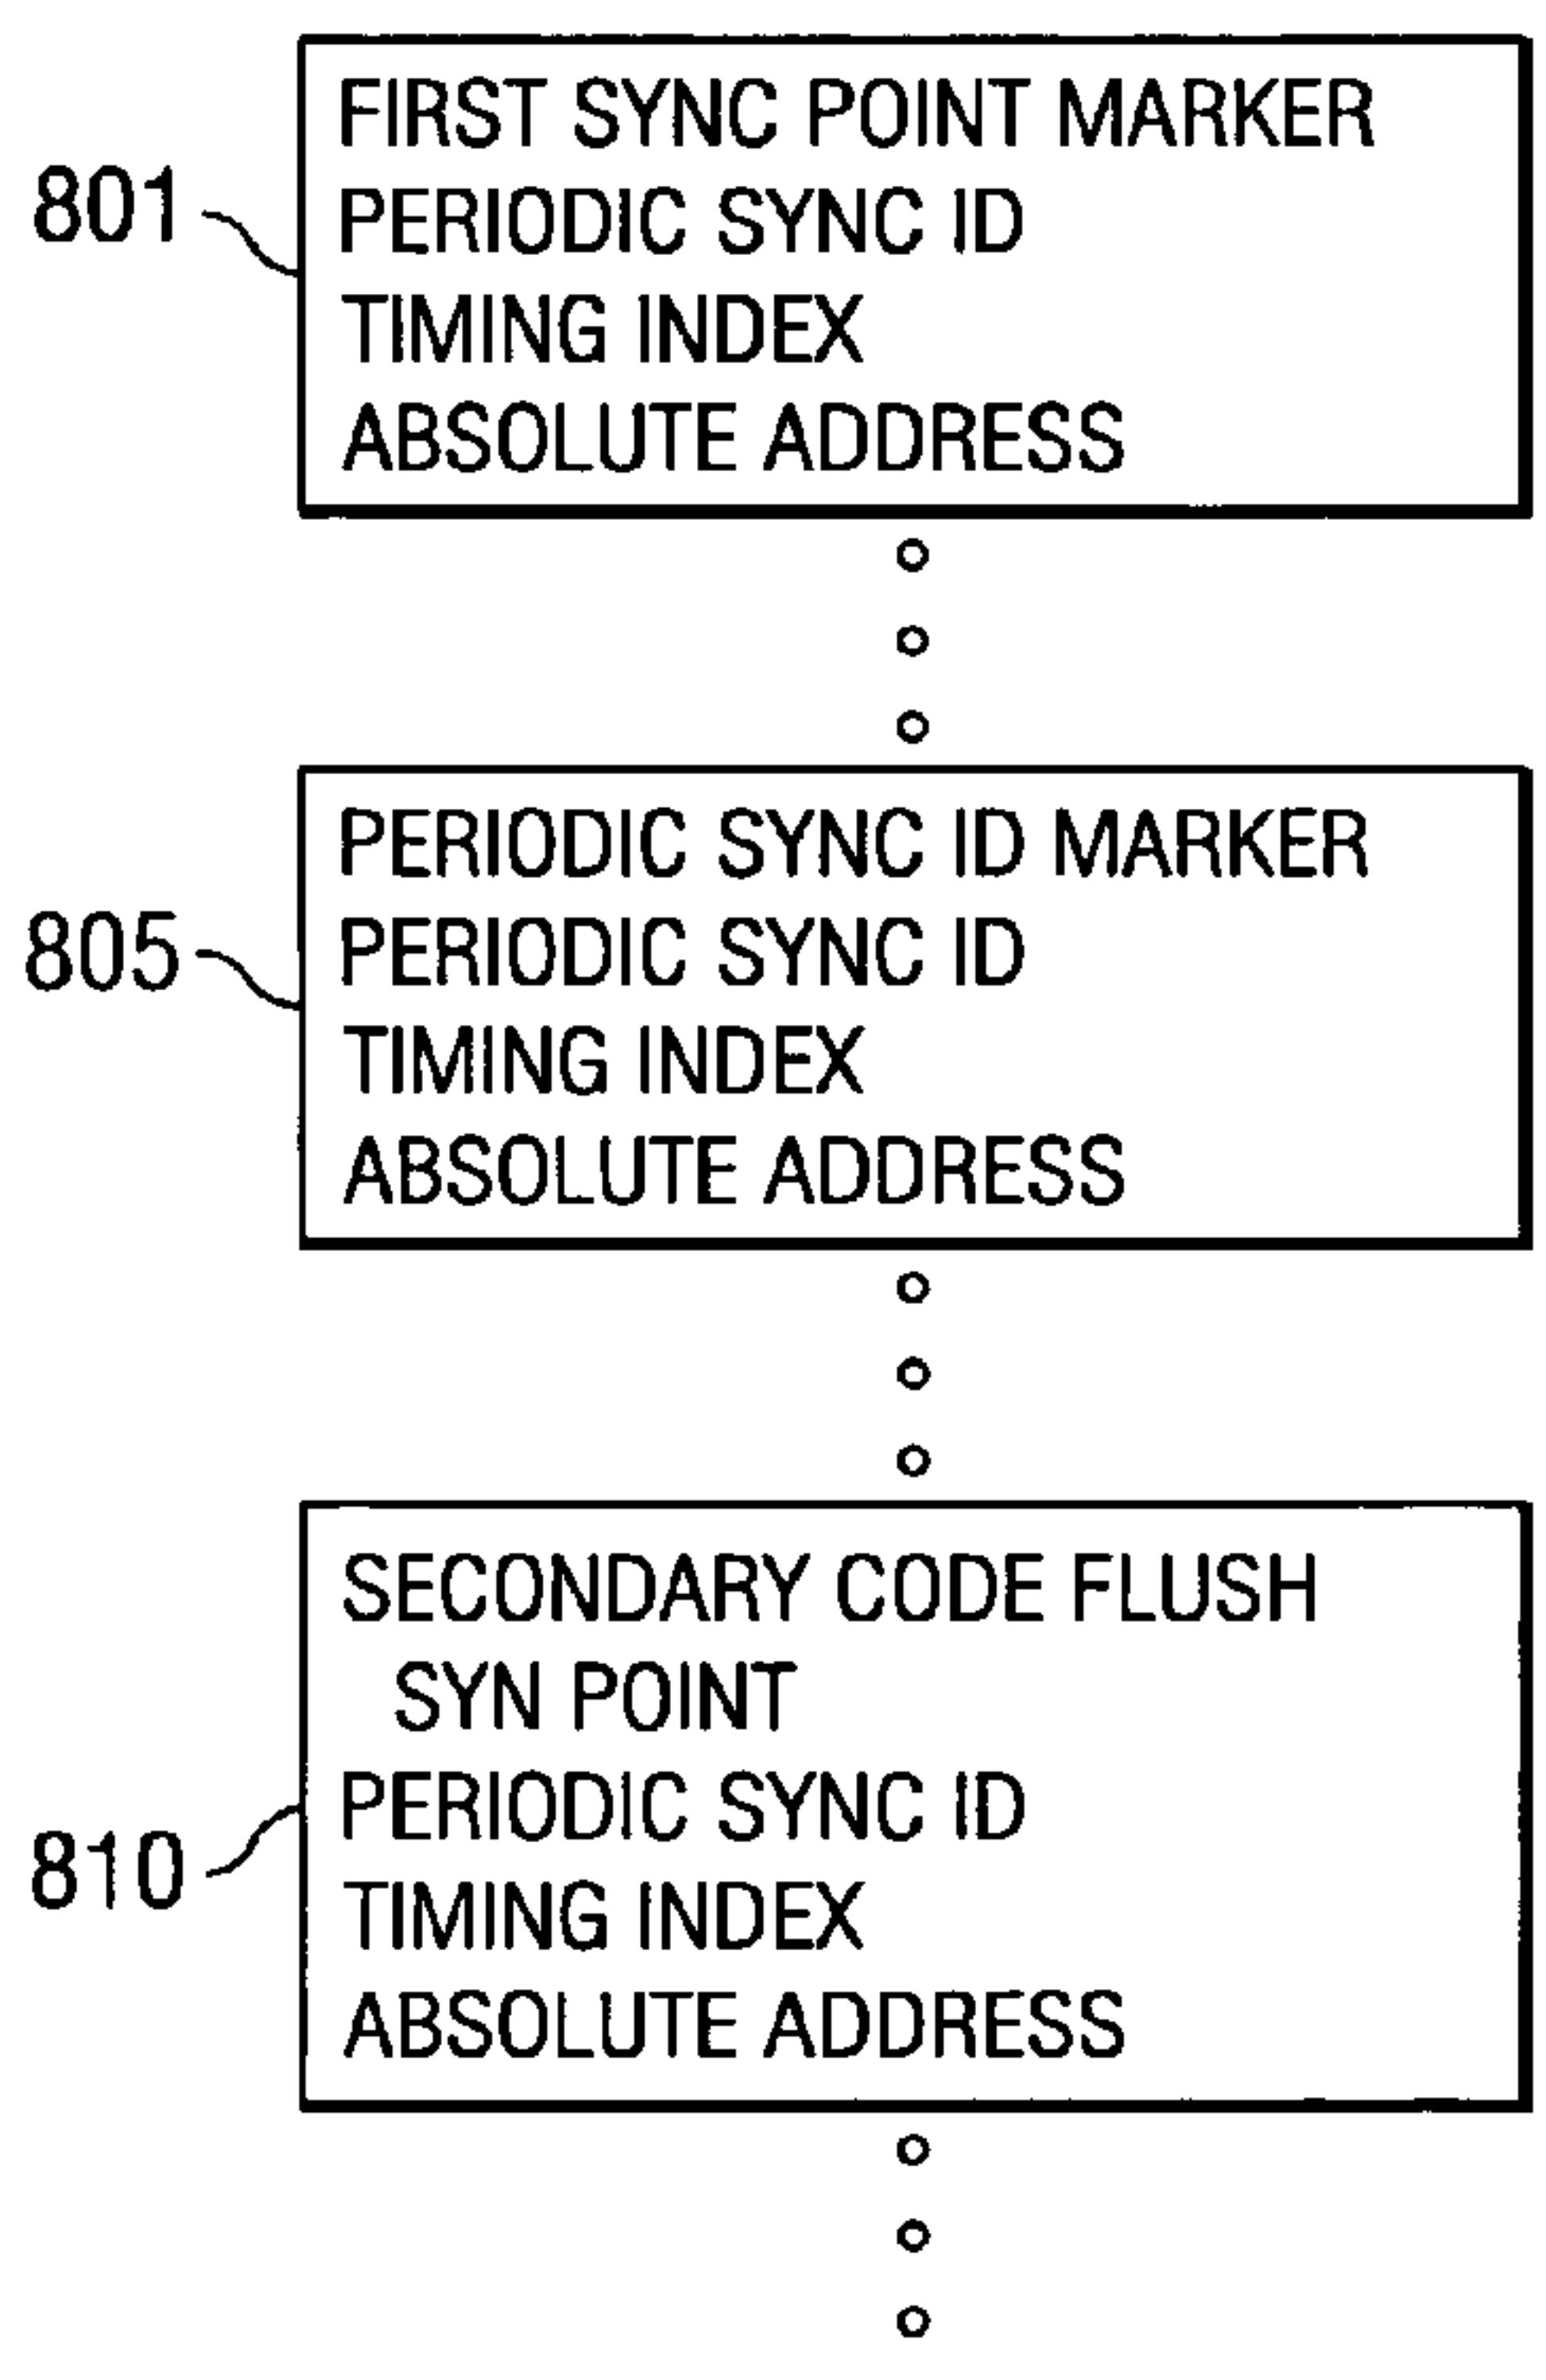 FIRST SYNC POINT MARKER
801
PERIODIC SYNC ID
TIMING INDEX
ABSOLUTE ADDRESS
PERIODIC SYNC ID MARKER
805
PERIODIC SYNC ID
TIMING INDEX
ABSOLUTE ADDRESS
SECONDARY CODE FLUSH
SYN POINT
PERIODIC SYNC ID
810
TIMING INDEX
ABSOLUTE ADDRESS